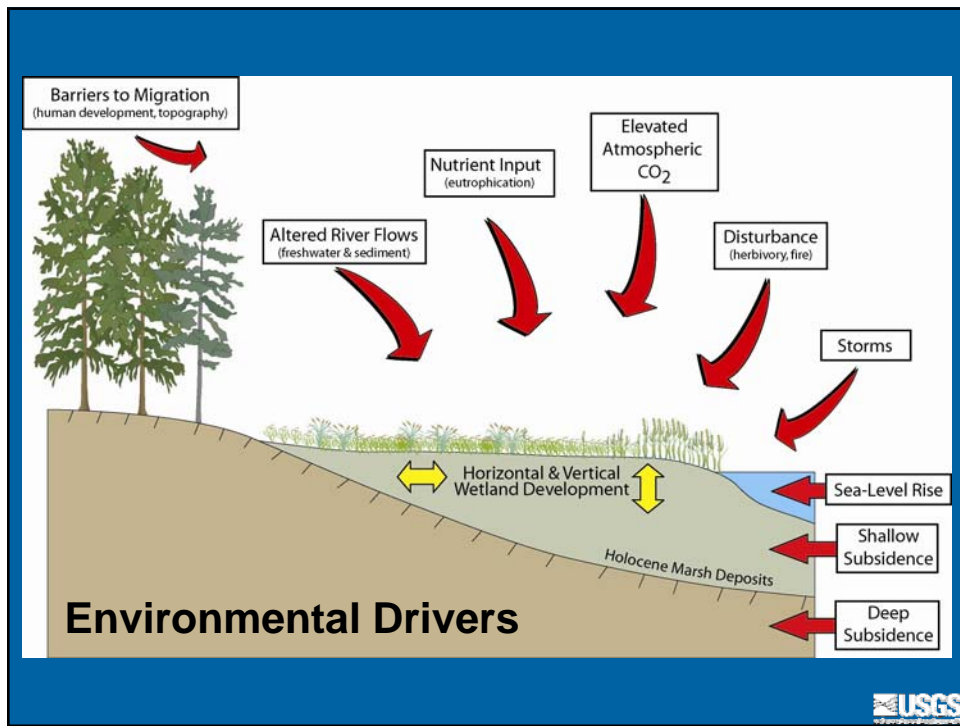 Barriers to Migration
(human development, topography)
Elevated
Atmospheric
CO2
Nutrient Input
(eutrophication)
Altered River Flows
(freshwater & sediment)
Disturbance
(herbivory, fire)
Storms
Horizontal & Vertical
Wetland Development
Sea-Level Rise
Shallow
Subsidence
Holocene Marsh Deposits
Deep
Subsidence
Environmental Drivers
USGS